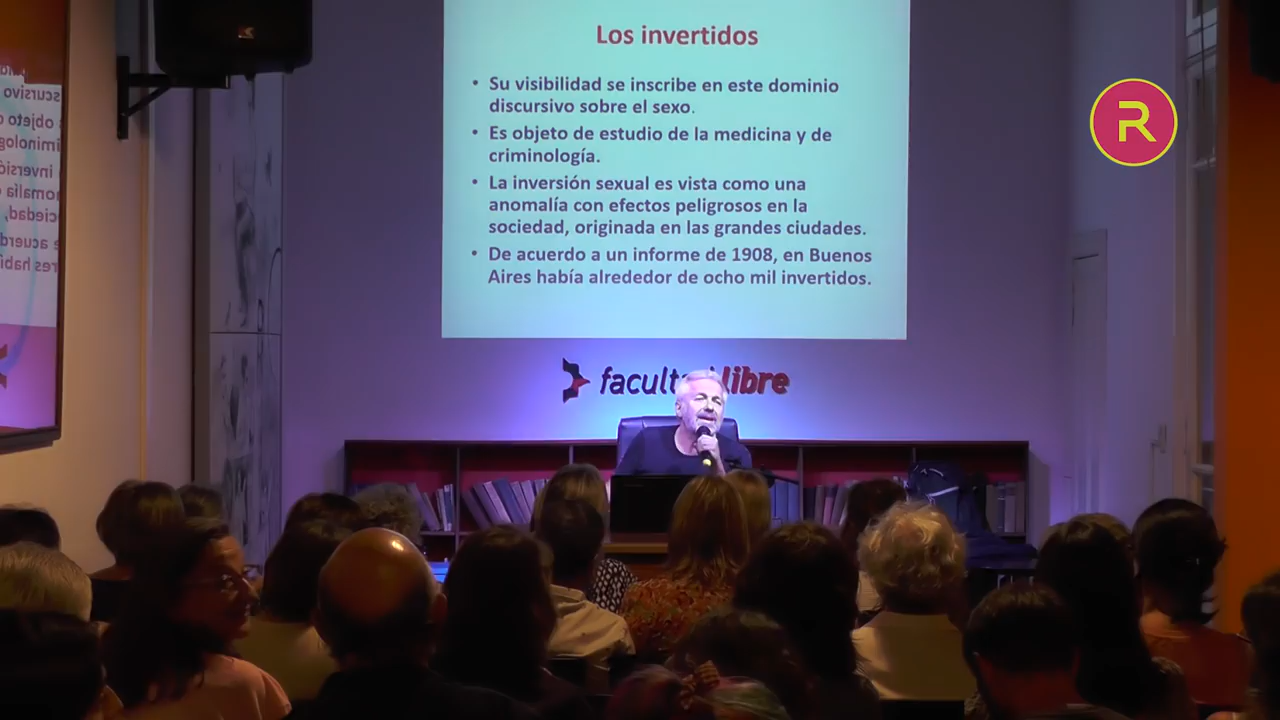 Los invertidos
• Su visibilidad se inscribe en este dominio
discursivo sobre el sexo.
• Es objeto de estudio de la medicina y de
criminología.
• La inversión sexual es vista como una
anomalía con efectos peligrosos en la
sociedad, originada en las grandes ciudades.
• De acuerdo a un informe de 1908, en Buenos
Aires había alrededor de ocho mil invertidos.
R
libre